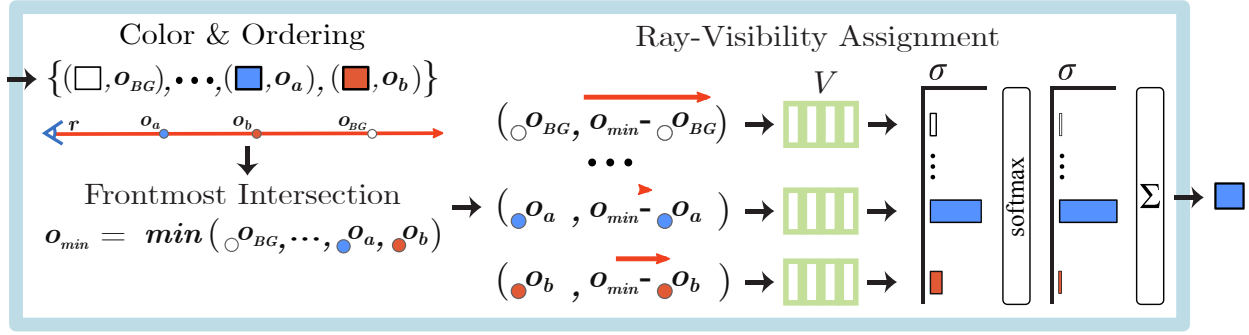 Color & Ordering
{(□, o_BG), ..., (■, o_a), (■, o_b)}
r o_a o_b o_BG
Frontmost Intersection
o_min = min(o_BG, ..., o_a, o_b)
Ray-Visibility Assignment
V
(o_BG, o_min - o_BG)
...
(o_a, o_min - o_a)
(o_b, o_min - o_b)
σ
...
softmax
σ
...
Σ